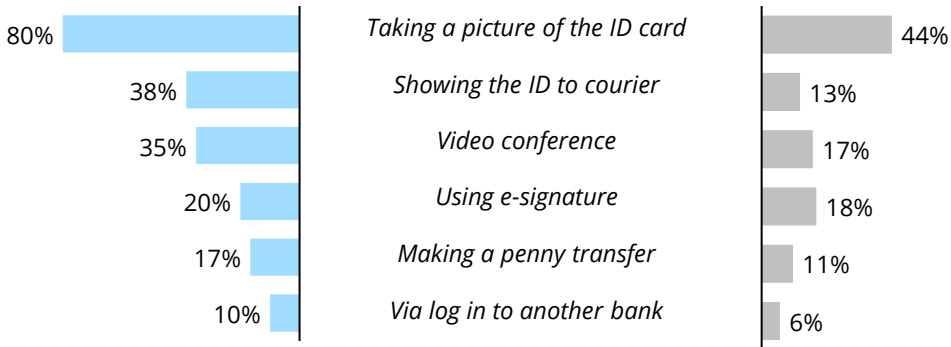 80% Taking a picture of the ID card 44%
38% Showing the ID to courier 13%
35% Video conference 17%
20% Using e-signature 18%
17% Making a penny transfer 11%
10% Via log in to another bank 6%